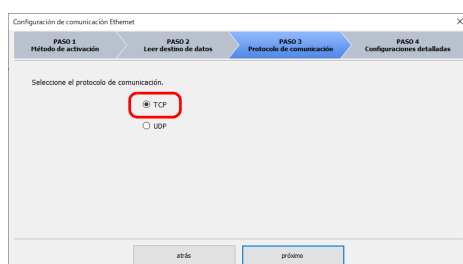 Configuración de comunicación Ethernet
PASO 1
Método de activación
PASO 2
Leer destino de datos
PASO 3
Protocolo de comunicación
PASO 4
Configuraciones detalladas
Seleccione el protocolo de comunicación.
TCP
UDP
atrás
próximo